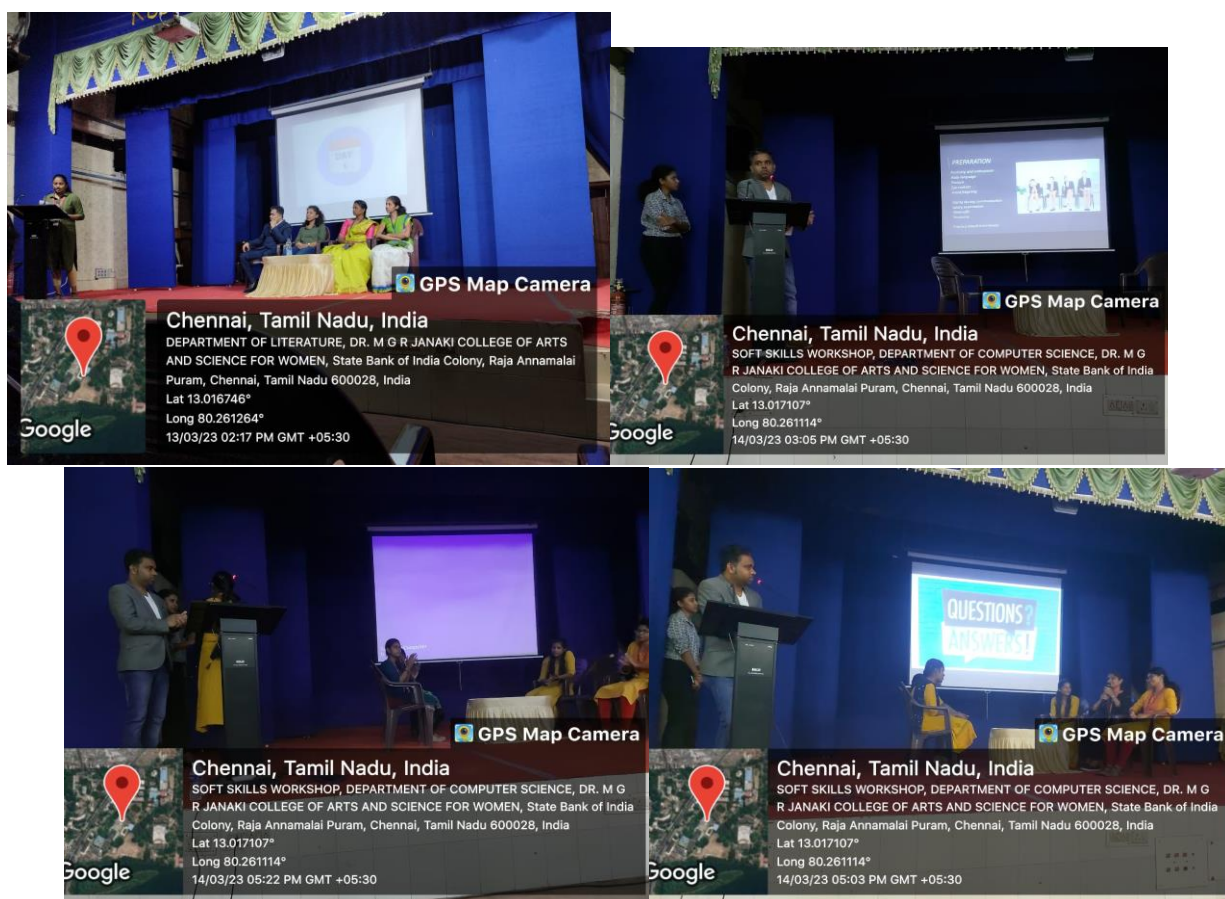 GPS Map Camera
Chennai, Tamil Nadu, India
DEPARTMENT OF LITERATURE, DR. M G R JANAKI COLLEGE OF ARTS
AND SCIENCE FOR WOMEN, State Bank of India Colony, Raja Annamalai
Puram, Chennai, Tamil Nadu 600028, India
Lat 13.016746°
Long 80.261264°
13/03/23 02:17 PM GMT +05:30
Google
PREPARATION
GPS Map Camera
Chennai, Tamil Nadu, India
SOFT SKILLS WORKSHOP, DEPARTMENT OF COMPUTER SCIENCE, DR. M G
R JANAKI COLLEGE OF ARTS AND SCIENCE FOR WOMEN, State Bank of India
Colony, Raja Annamalai Puram, Chennai, Tamil Nadu 600028, India
Lat 13.017107°
Long 80.261114°
14/03/23 03:05 PM GMT +05:30
Google
GPS Map Camera
Chennai, Tamil Nadu, India
SOFT SKILLS WORKSHOP, DEPARTMENT OF COMPUTER SCIENCE, DR. M G
R JANAKI COLLEGE OF ARTS AND SCIENCE FOR WOMEN, State Bank of India
Colony, Raja Annamalai Puram, Chennai, Tamil Nadu 600028, India
Lat 13.017107°
Long 80.261114°
14/03/23 05:22 PM GMT +05:30
Google
QUESTIONS?
ANSWERS!
GPS Map Camera
Chennai, Tamil Nadu, India
SOFT SKILLS WORKSHOP, DEPARTMENT OF COMPUTER SCIENCE, DR. M G
R JANAKI COLLEGE OF ARTS AND SCIENCE FOR WOMEN, State Bank of India
Colony, Raja Annamalai Puram, Chennai, Tamil Nadu 600028, India
Lat 13.017107°
Long 80.261114°
14/03/23 05:03 PM GMT +05:30
Google